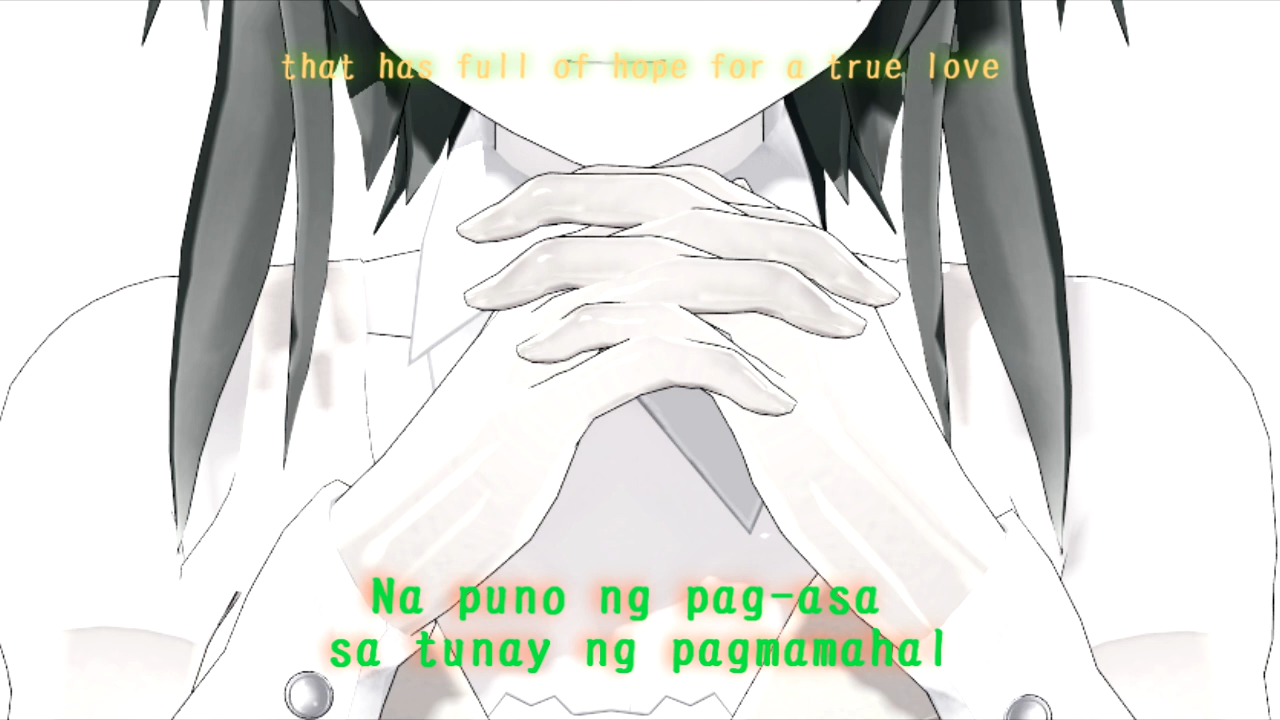 that has full of hope for a true love
Na puno ng pag-asa
sa tunay ng pagmamahal